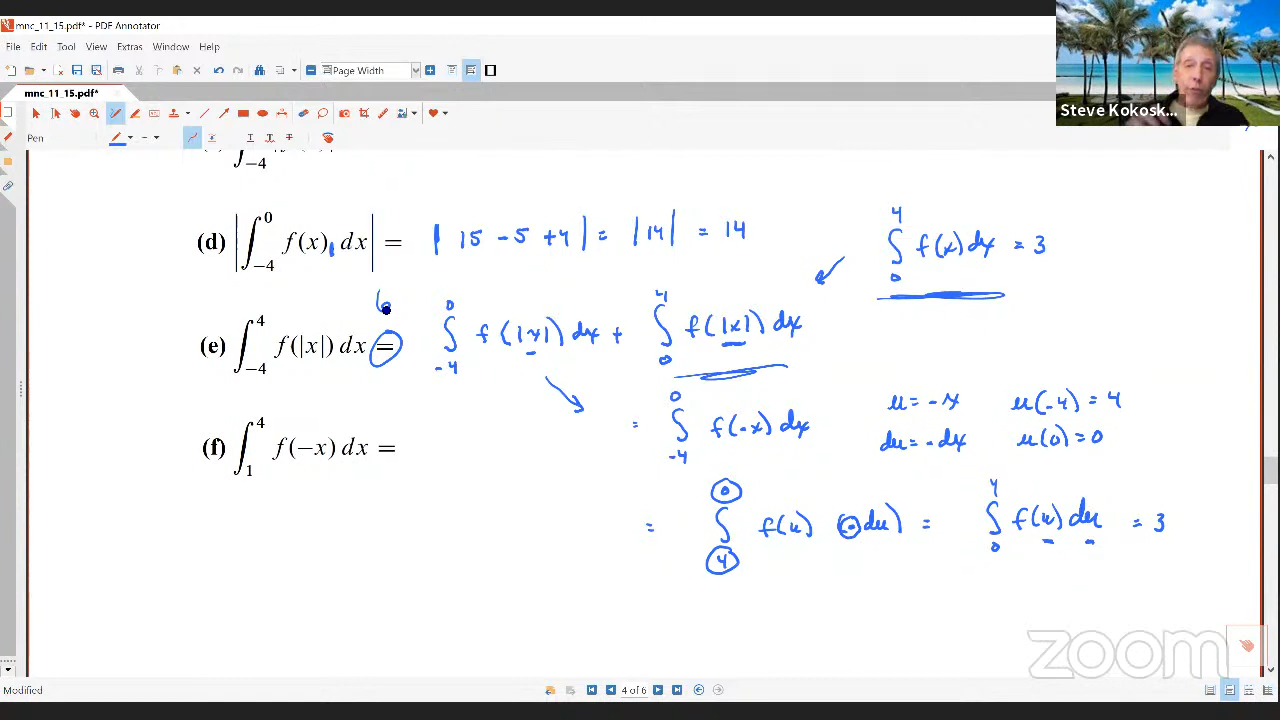 mnc_11_15.pdf* - PDF Annotator
File Edit Tool View Extras Window Help
Page Width
mnc_11_15.pdf*
Pen
Steve Kokosk...
∫_{-4}
(d) |∫_{-4}^{0} f(x) dx| = | 15 - 5 + 4 | = |14| = 14
∫_{0}^{4} f(x) dx = 3
6
(e) ∫_{-4}^{4} f(|x|) dx = ∫_{-4}^{0} f(|x|) dx + ∫_{0}^{4} f(|x|) dx
= ∫_{-4}^{0} f(-x) dx
u = -x u(-4) = 4
du = -dx u(0) = 0
(f) ∫_{1}^{4} f(-x) dx =
= ∫_{4}^{0} f(u) (-du) = ∫_{0}^{4} f(u) du = 3
zoom
Modified
4 of 6